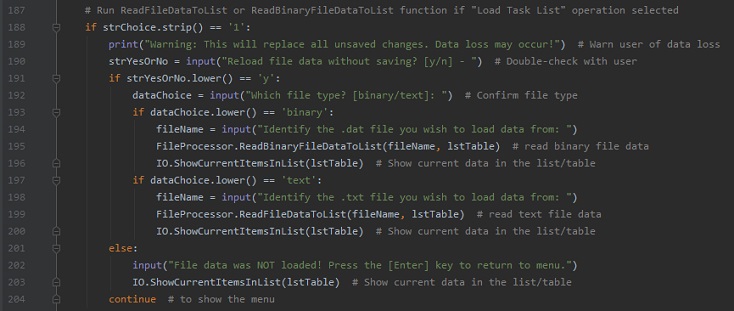 187 # Run ReadFileDataToList or ReadBinaryFileDataToList function if "Load Task List" operation selected
188 if strChoice.strip() == '1':
189 print("Warning: This will replace all unsaved changes. Data loss may occur!") # Warn user of data loss
190 strYesOrNo = input("Reload file data without saving? [y/n] - ") # Double-check with user
191 if strYesOrNo.lower() == 'y':
192 dataChoice = input("Which file type? [binary/text]: ") # Confirm file type
193 if dataChoice.lower() == 'binary':
194 fileName = input("Identify the .dat file you wish to load data from: ")
195 FileProcessor.ReadBinaryFileDataToList(fileName, lstTable) # read binary file data
196 IO.ShowCurrentItemsInList(lstTable) # Show current data in the list/table
197 if dataChoice.lower() == 'text':
198 fileName = input("Identify the .txt file you wish to load data from: ")
199 FileProcessor.ReadFileDataToList(fileName, lstTable) # read text file data
200 IO.ShowCurrentItemsInList(lstTable) # Show current data in the list/table
201 else:
202 input("File data was NOT loaded! Press the [Enter] key to return to menu.")
203 IO.ShowCurrentItemsInList(lstTable) # Show current data in the list/table
204 continue # to show the menu